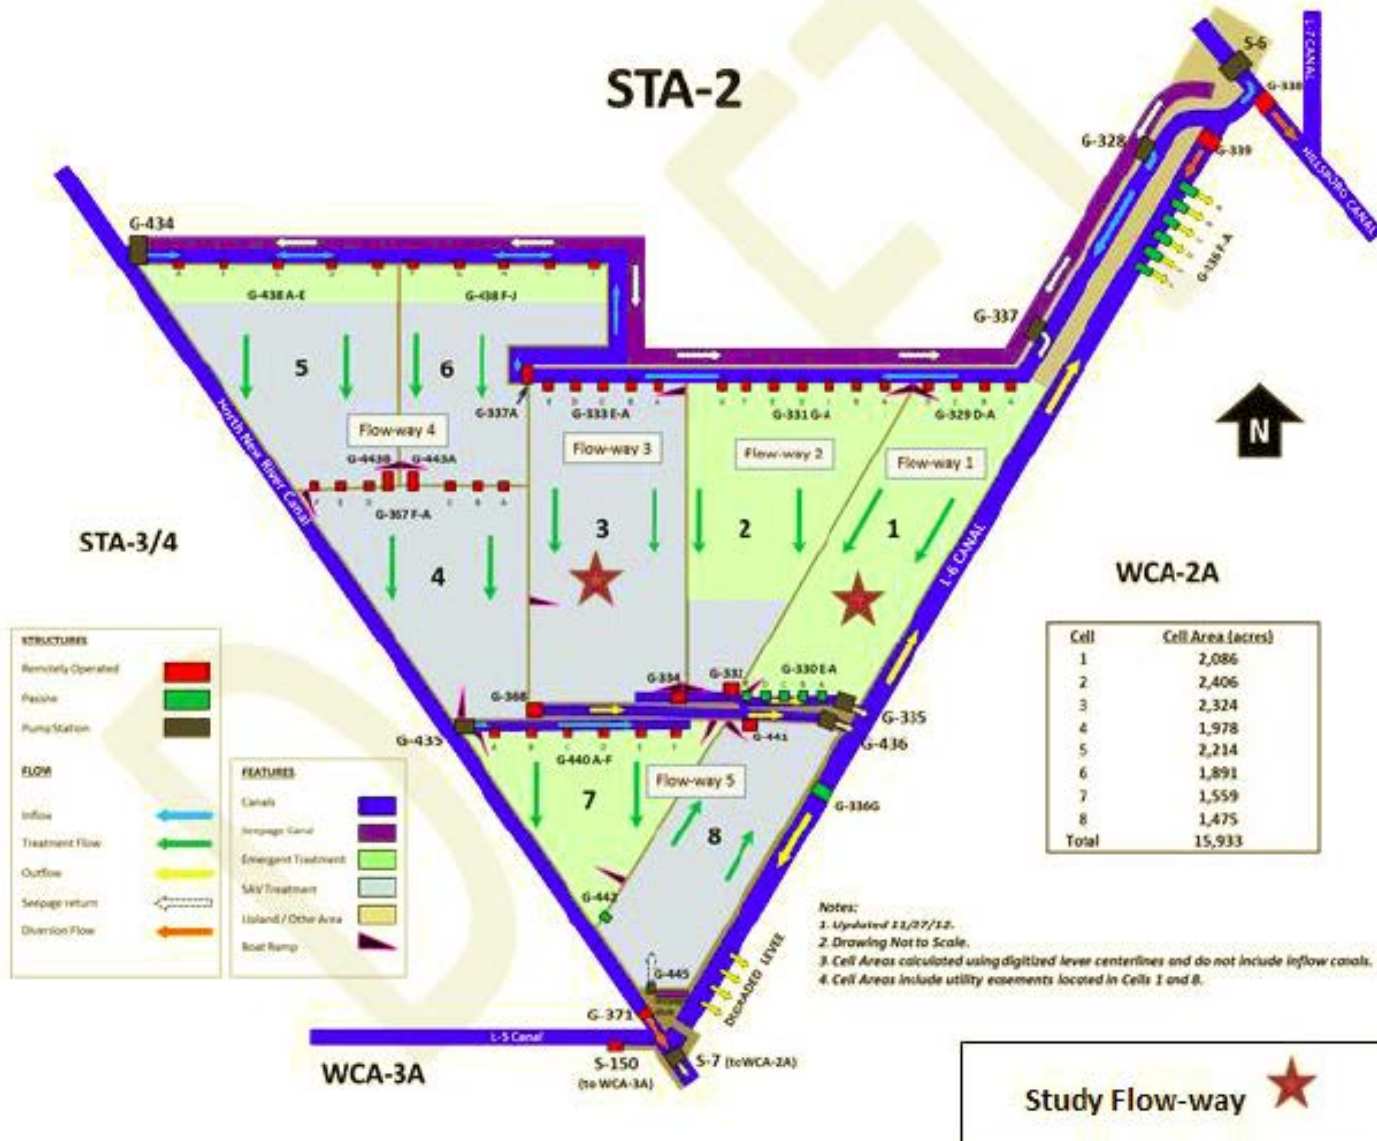 STA-2
S-6
L-7 CANAL
G-338
G-328
G-339
HILLSBORO CANAL
G-434
G-336 F-A
G-438 A-E
G-438 F-J
G-337
5
6
G-337A
G-333 E-A
G-331 G-A
G-329 D-A
N
Flow-way 4
Flow-way 3
Flow-way 2
Flow-way 1
G-443B
G-443A
North New River Canal
G-367 F-A
STA-3/4
3
2
1
4
L-6 CANAL
WCA-2A
G-334
G-332
G-330 E-A
G-368
G-335
G-435
G-441
G-436
G-440 A-F
Flow-way 5
7
8
G-336G
G-442
DEGRADED LEVEE
G-445
G-371
L-5 Canal
WCA-3A
S-150
(to WCA-3A)
S-7 (to WCA-2A)
STRUCTURES
Remotely Operated
Passive
Pump Station
FLOW
Inflow
Treatment Flow
Outflow
Seepage return
Diversion Flow
FEATURES
Canals
Seepage Canal
Emergent Treatment
SAV Treatment
Upland / Other Area
Boat Ramp
Cell Cell Area (acres)
1 2,086
2 2,406
3 2,324
4 1,978
5 2,214
6 1,891
7 1,559
8 1,475
Total 15,933
Notes:
1. Updated 11/27/12.
2. Drawing Not to Scale.
3. Cell Areas calculated using digitized levee centerlines and do not include inflow canals.
4. Cell Areas include utility easements located in Cells 1 and 8.
Study Flow-way